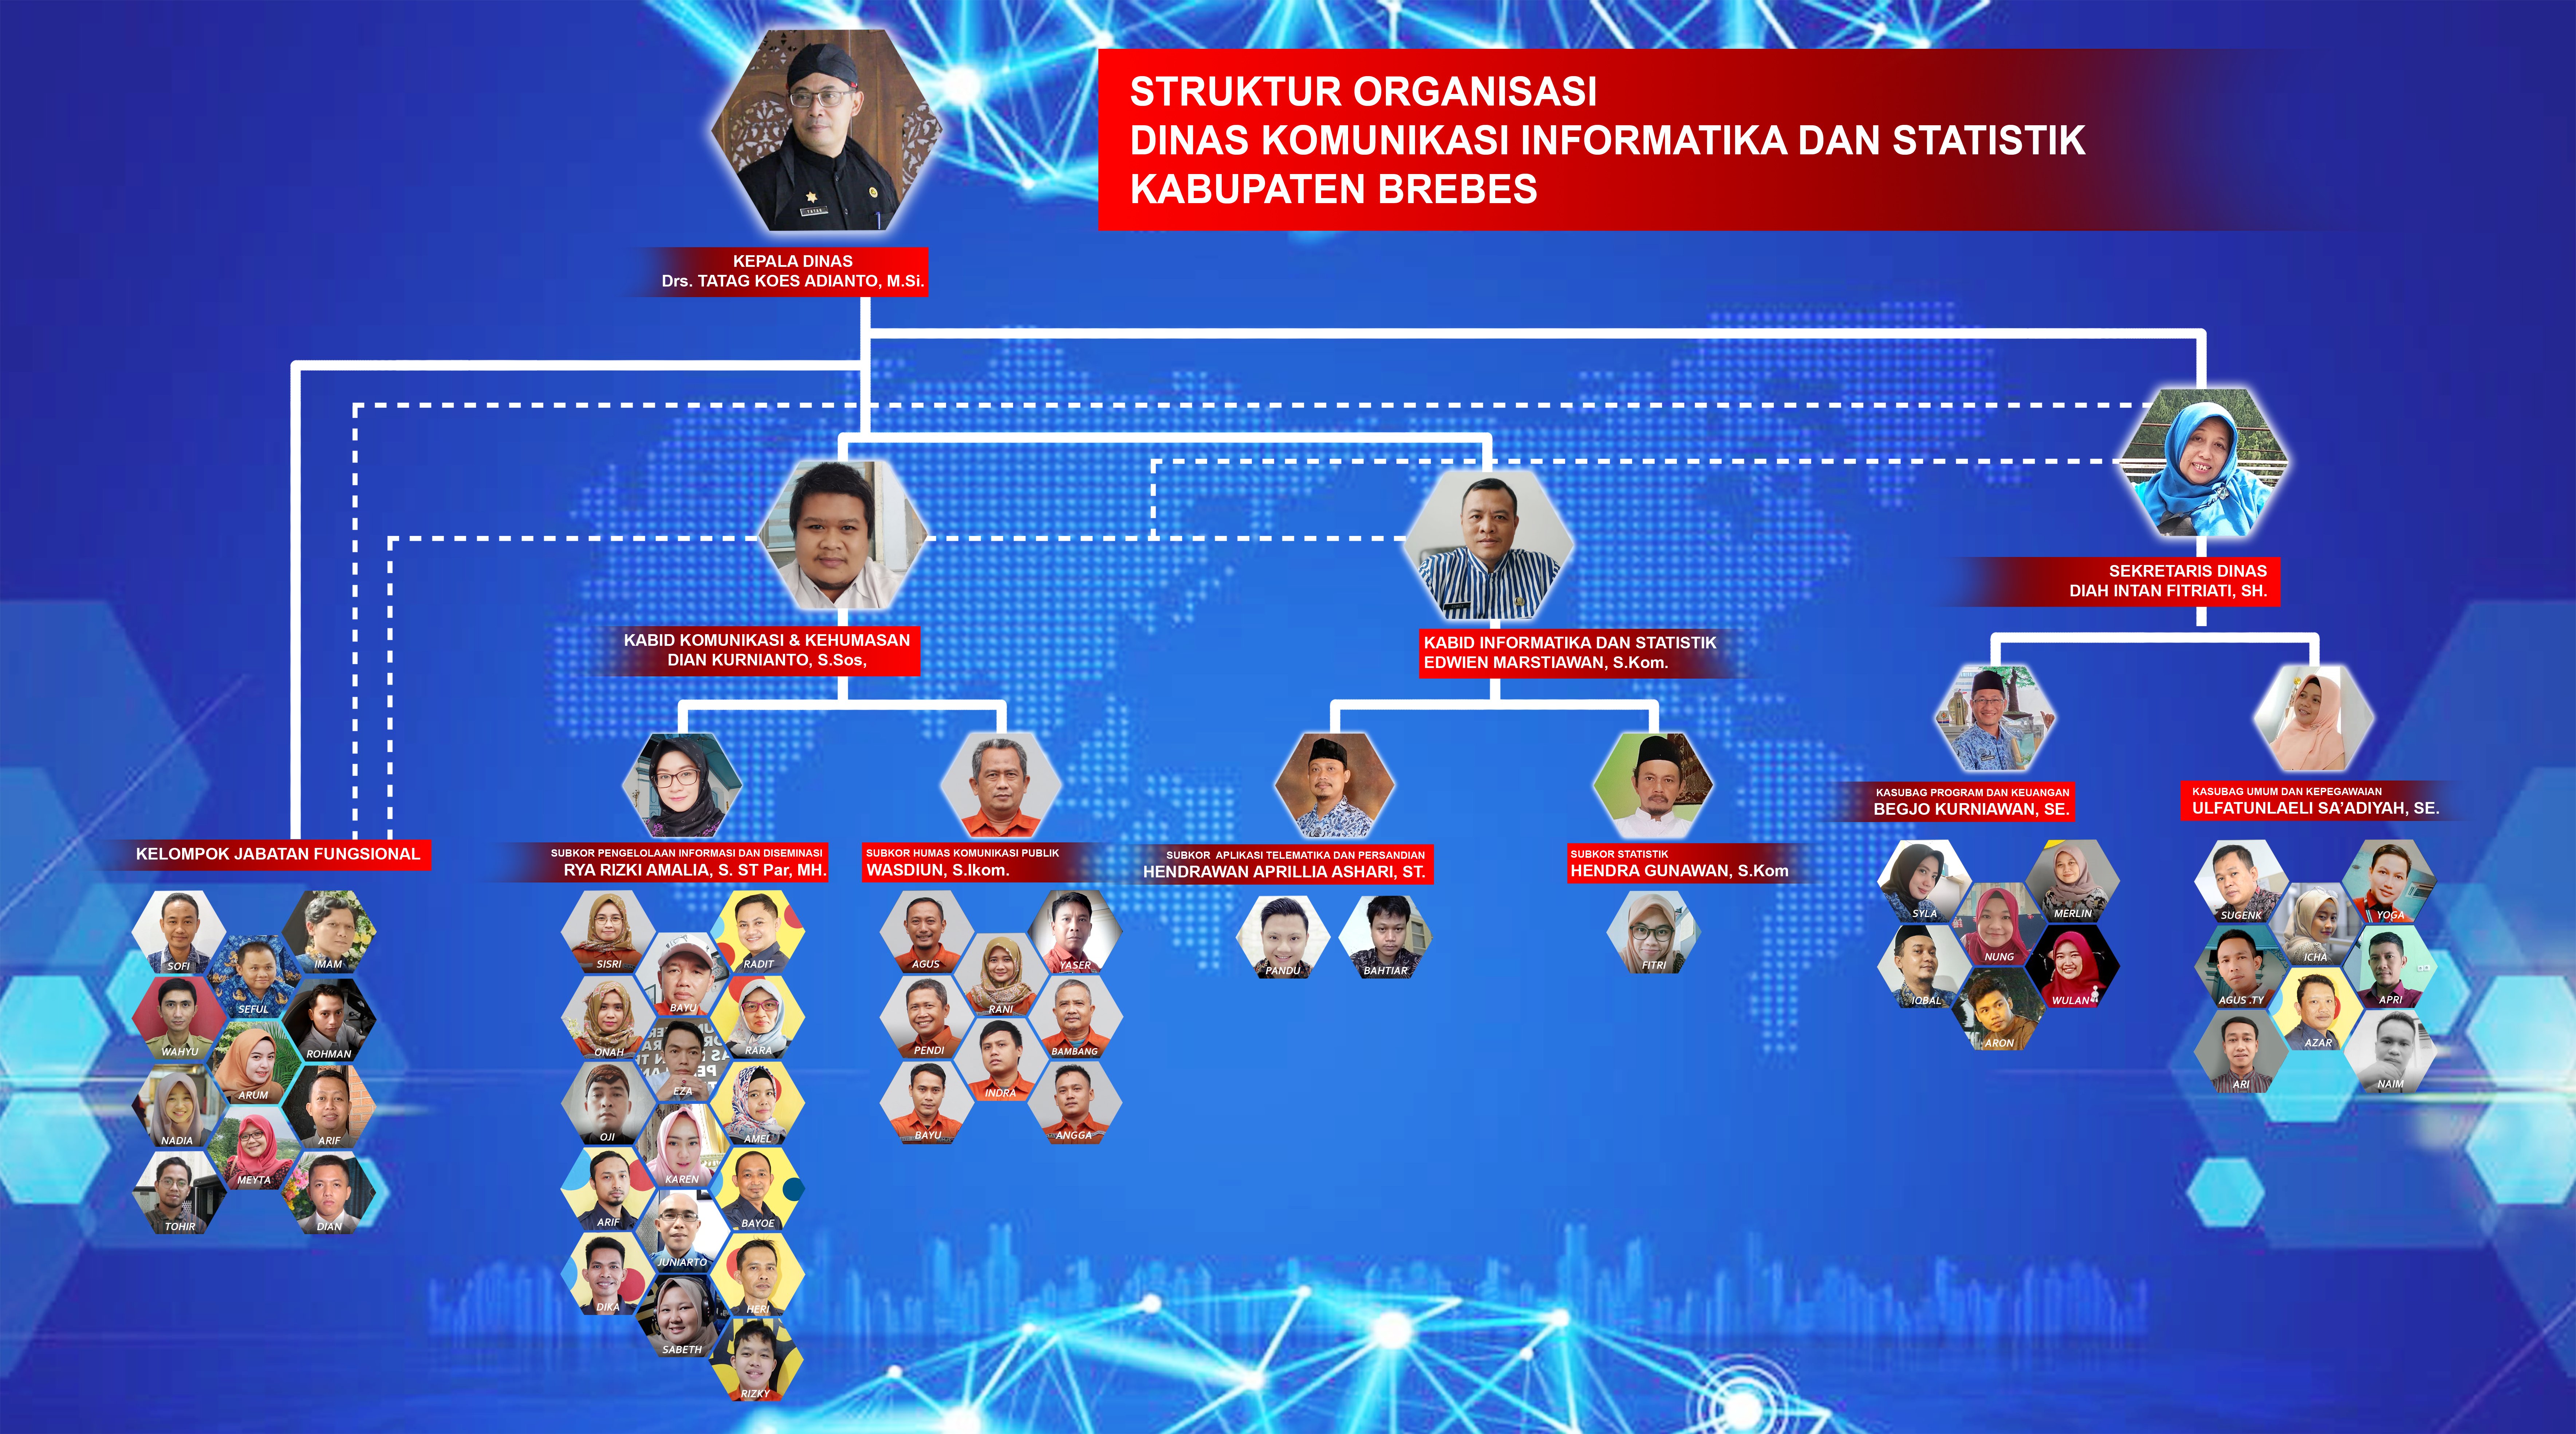 STRUKTUR ORGANISASI
DINAS KOMUNIKASI INFORMATIKA DAN STATISTIK
KABUPATEN BREBES
KEPALA DINAS
Drs. TATAG KOES ADIANTO, M.Si.
SEKRETARIS DINAS
DIAH INTAN FITRIATI, SH.
KABID KOMUNIKASI & KEHUMASAN
DIAN KURNIANTO, S.Sos,
KABID INFORMATIKA DAN STATISTIK
EDWIEN MARSTIAWAN, S.Kom.
KASUBAG PROGRAM DAN KEUANGAN
BEGJO KURNIAWAN, SE.
KASUBAG UMUM DAN KEPEGAWAIAN
ULFATUNLAELI SA'ADIYAH, SE.
KELOMPOK JABATAN FUNGSIONAL
SUBKOR PENGELOLAAN INFORMASI DAN DISEMINASI
RYA RIZKI AMALIA, S. ST Par, MH.
SUBKOR HUMAS KOMUNIKASI PUBLIK
WASDIUN, S.Ikom.
SUBKOR APLIKASI TELEMATIKA DAN PERSANDIAN
HENDRAWAN APRILLIA ASHARI, ST.
SUBKOR STATISTIK
HENDRA GUNAWAN, S.Kom
SOFI
IMAM
SEFUL
WAHYU
ROHMAN
ARUM
NADIA
ARIF
MEYTA
TOHIR
DIAN
SISRI
RADIT
BAYU
ONAH
RARA
EZA
OJI
AMEL
KAREN
ARIF
BAYOE
JUNIARTO
DIKA
HERI
SABETH
RIZKY
AGUS
YASER
RANI
PENDI
BAMBANG
INDRA
BAYU
ANGGA
PANDU
BAHTIAR
FITRI
SYLA
MERLIN
NUNG
IQBAL
WULAN
ARON
SUGENK
YOGA
ICHA
AGUS .TY
APRI
AZAR
ARI
NAIM